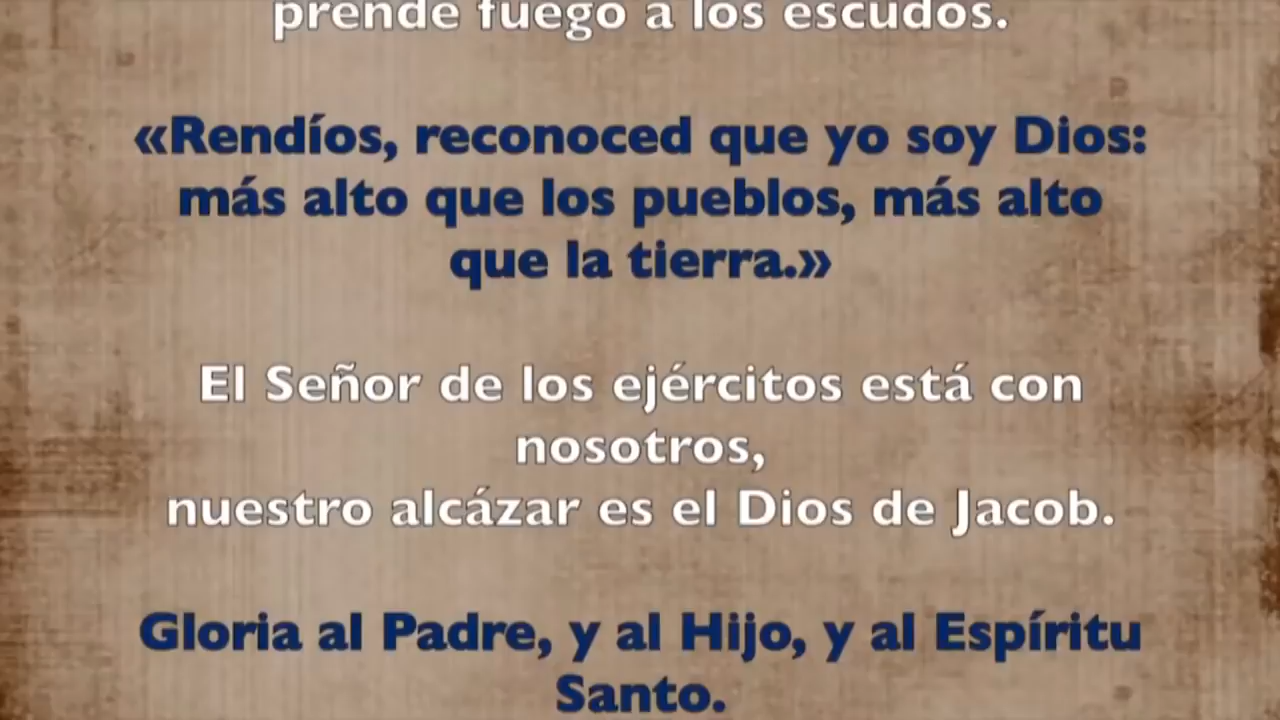 prende fuego a los escudos.
«Rendíos, reconoced que yo soy Dios:
más alto que los pueblos, más alto
que la tierra.»
El Señor de los ejércitos está con
nosotros,
nuestro alcázar es el Dios de Jacob.
Gloria al Padre, y al Hijo, y al Espíritu
Santo.